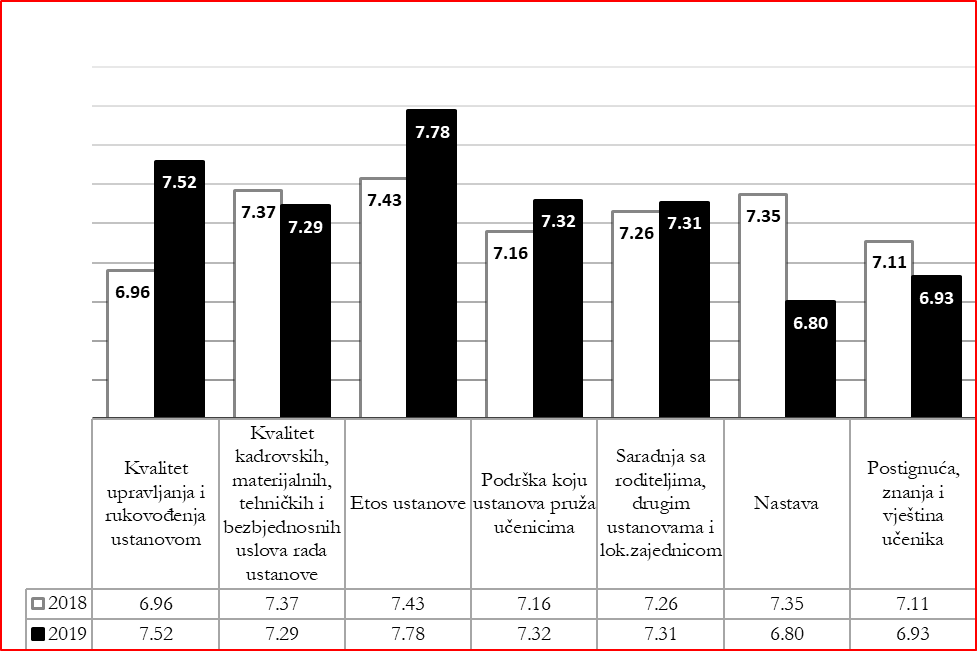 7.78
7.52
7.37
7.29
7.43
7.16
7.32
7.26
7.31
7.35
6.96
6.80
7.11
6.93
Kvalitet
upravljanja i
rukovođenja
ustanovom
Kvalitet
kadrovskih,
materijalnih,
tehničkih i
bezbjednosnih
uslova rada
ustanove
Etos ustanove
Podrška koju
ustanova pruža
učenicima
Saradnja sa
roditeljima,
drugim
ustanovama i
lok.zajednicom
Nastava
Postignuća,
znanja i
vještina
učenika
2018 6.96 7.37 7.43 7.16 7.26 7.35 7.11
2019 7.52 7.29 7.78 7.32 7.31 6.80 6.93